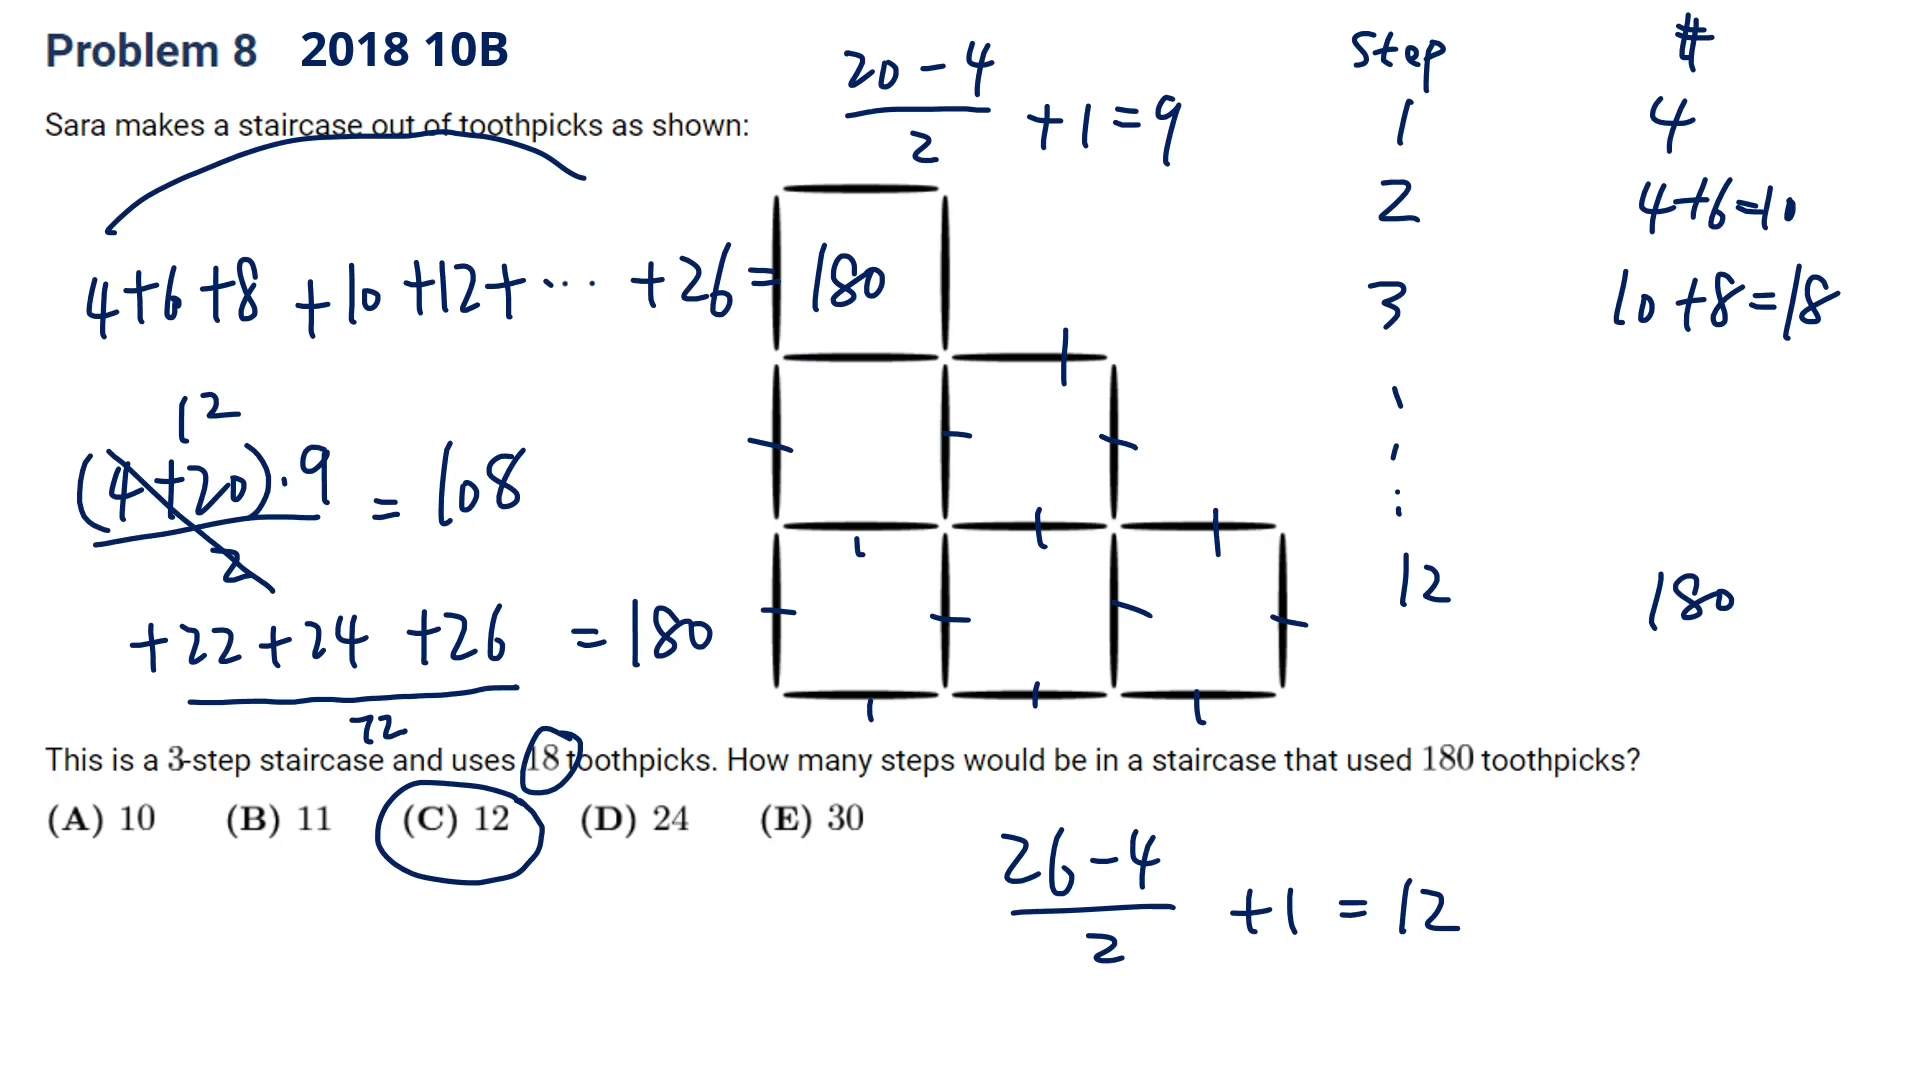 Problem 8 2018 10B
Sara makes a staircase out of toothpicks as shown:
20 - 4
2
+ 1 = 9
Step #
1 4
2 4+6=10
3 10+8=18
12 180
4+6+8+10+12+... +26= 180
12
(4+20)·9 = 108
2
+22+24+26 = 180
72
This is a 3-step staircase and uses 18 toothpicks. How many steps would be in a staircase that used 180 toothpicks?
(A) 10 (B) 11 (C) 12 (D) 24 (E) 30
26-4
2
+1 = 12